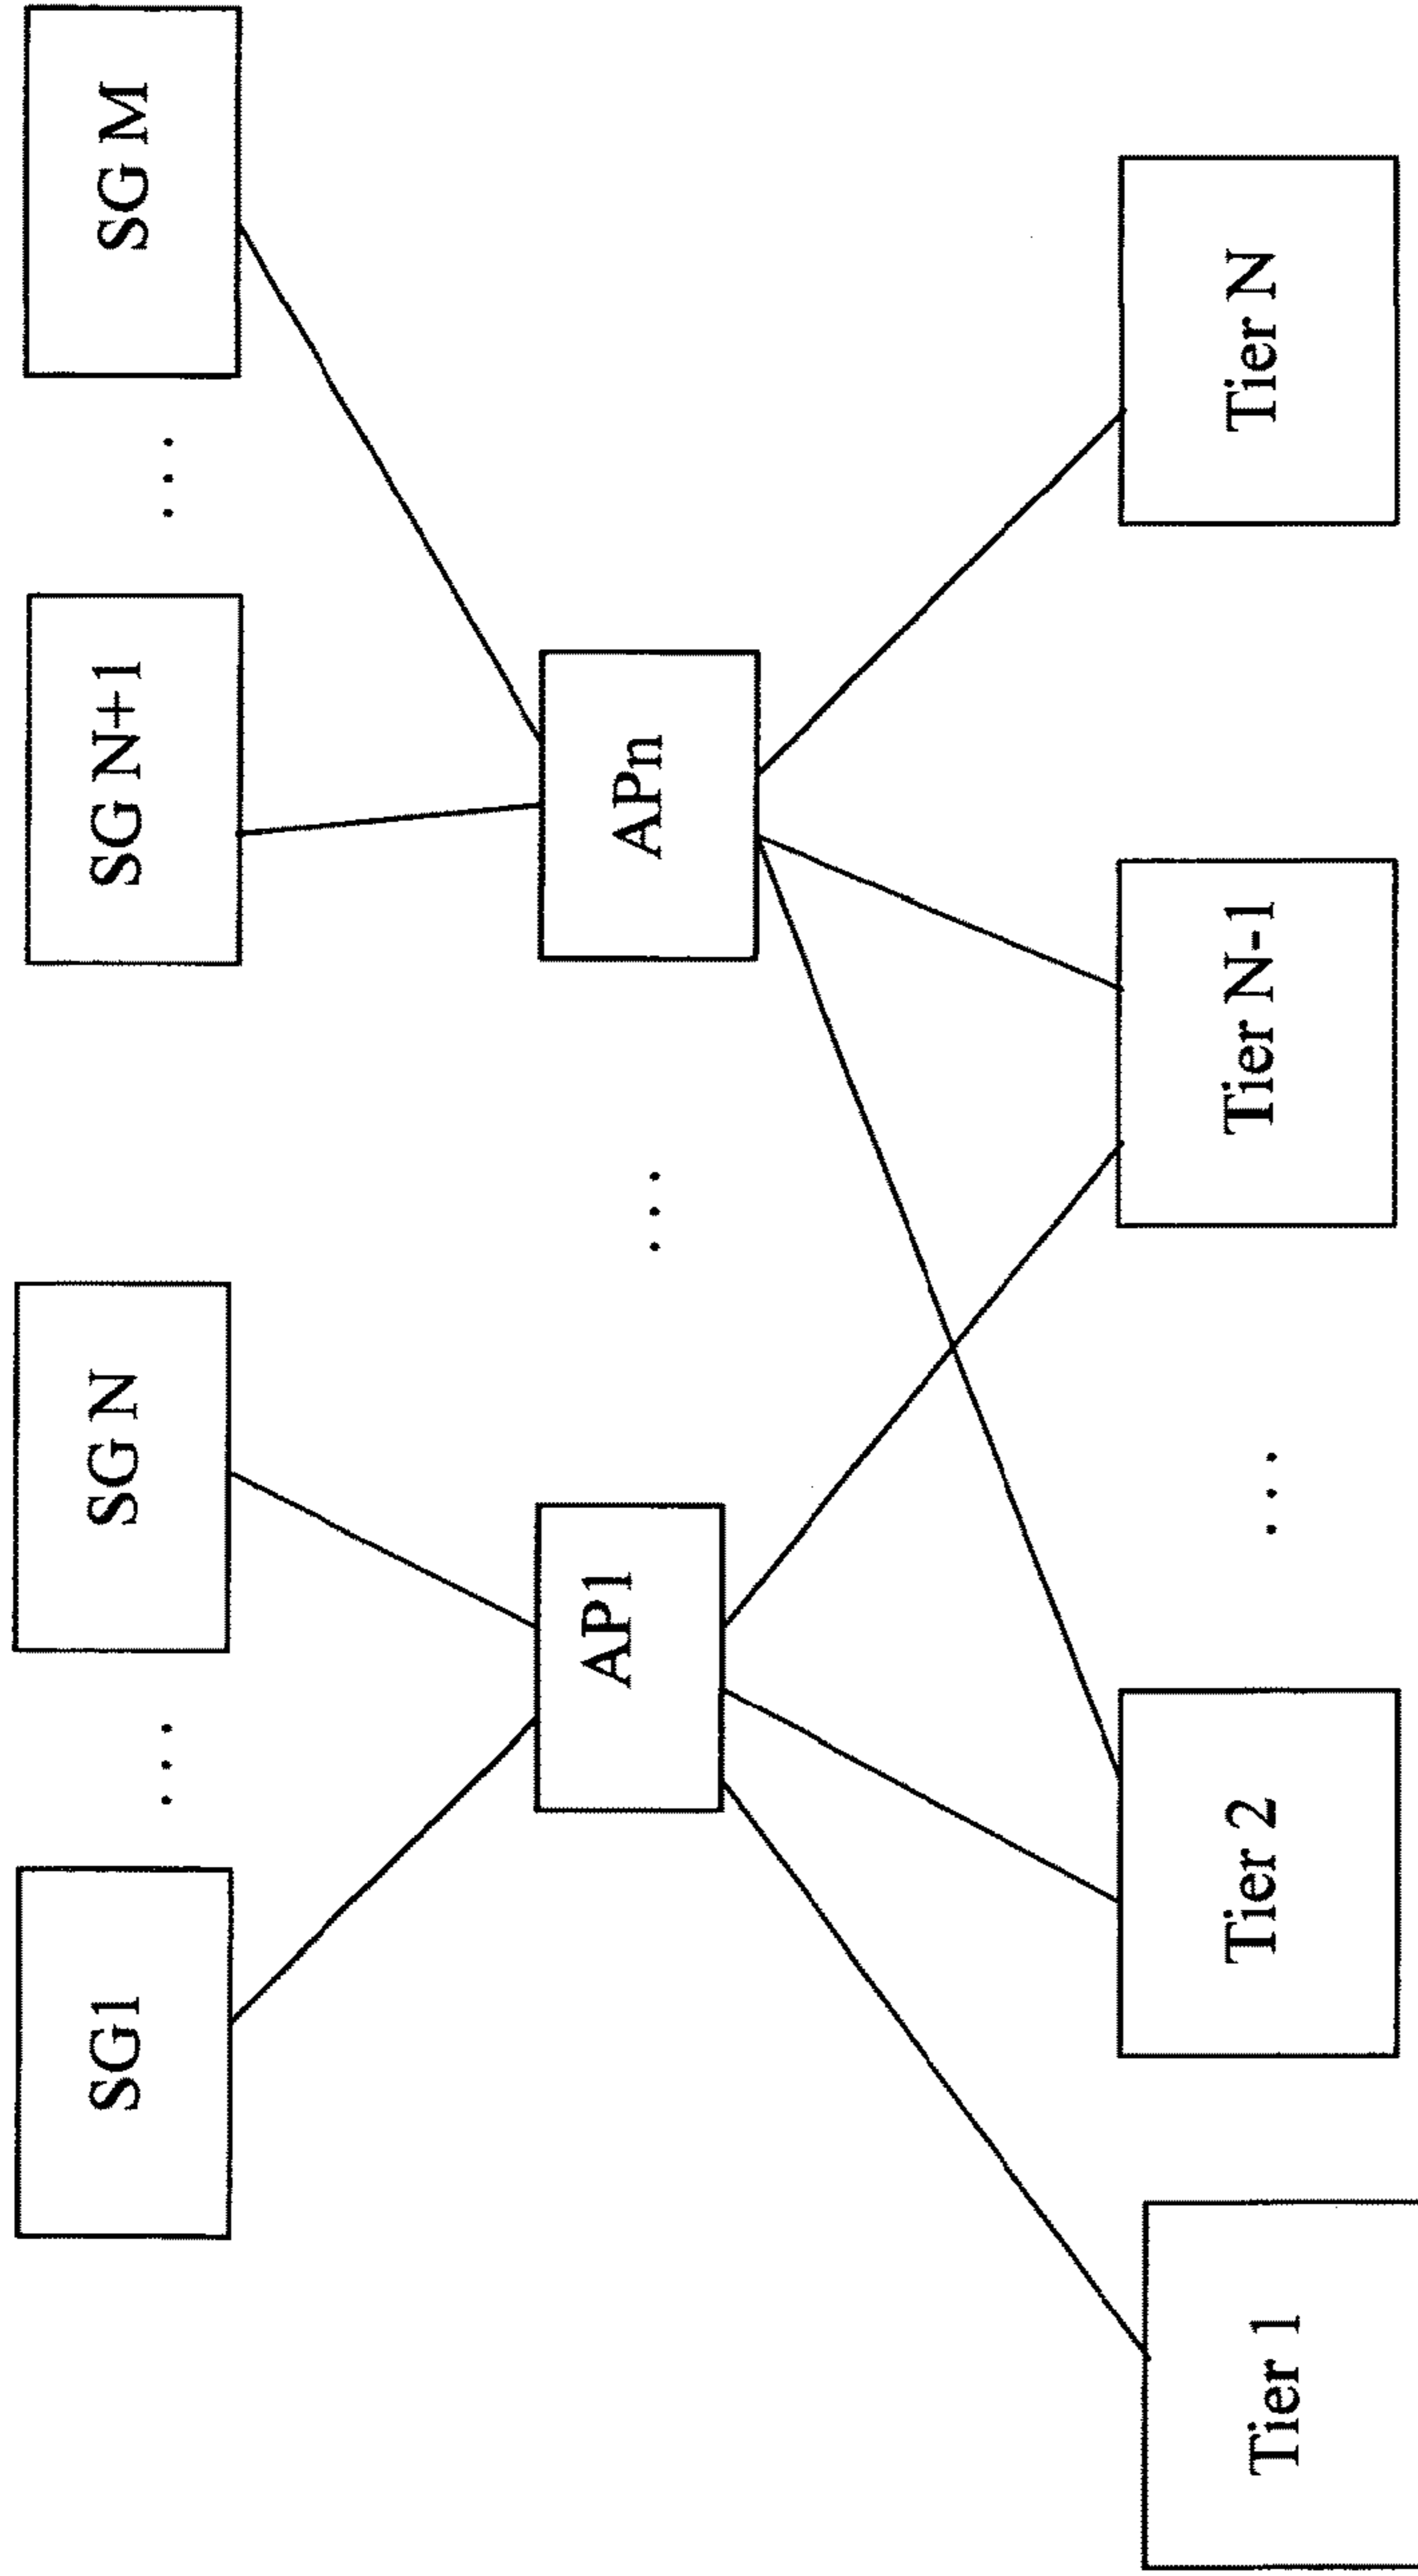 SG1
...
SG N
SG N+1
...
SG M
AP1
...
APn
Tier 1
Tier 2
...
Tier N-1
Tier N